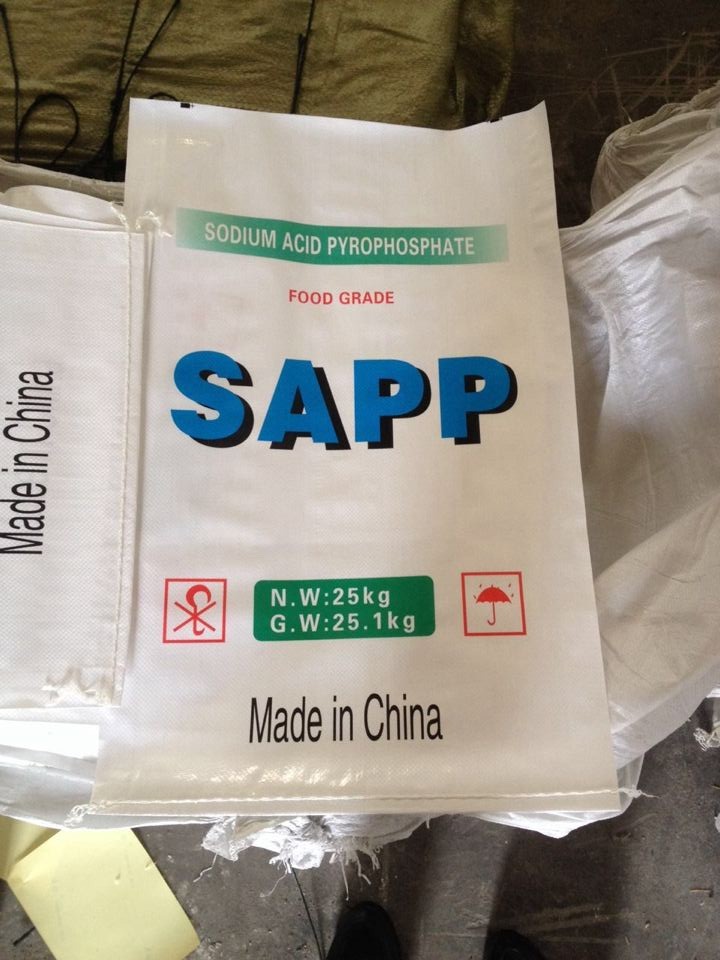 SODIUM ACID PYROPHOSPHATE
FOOD GRADE
SAPP
N.W:25kg
G.W:25.1kg
Made in China
Made in China